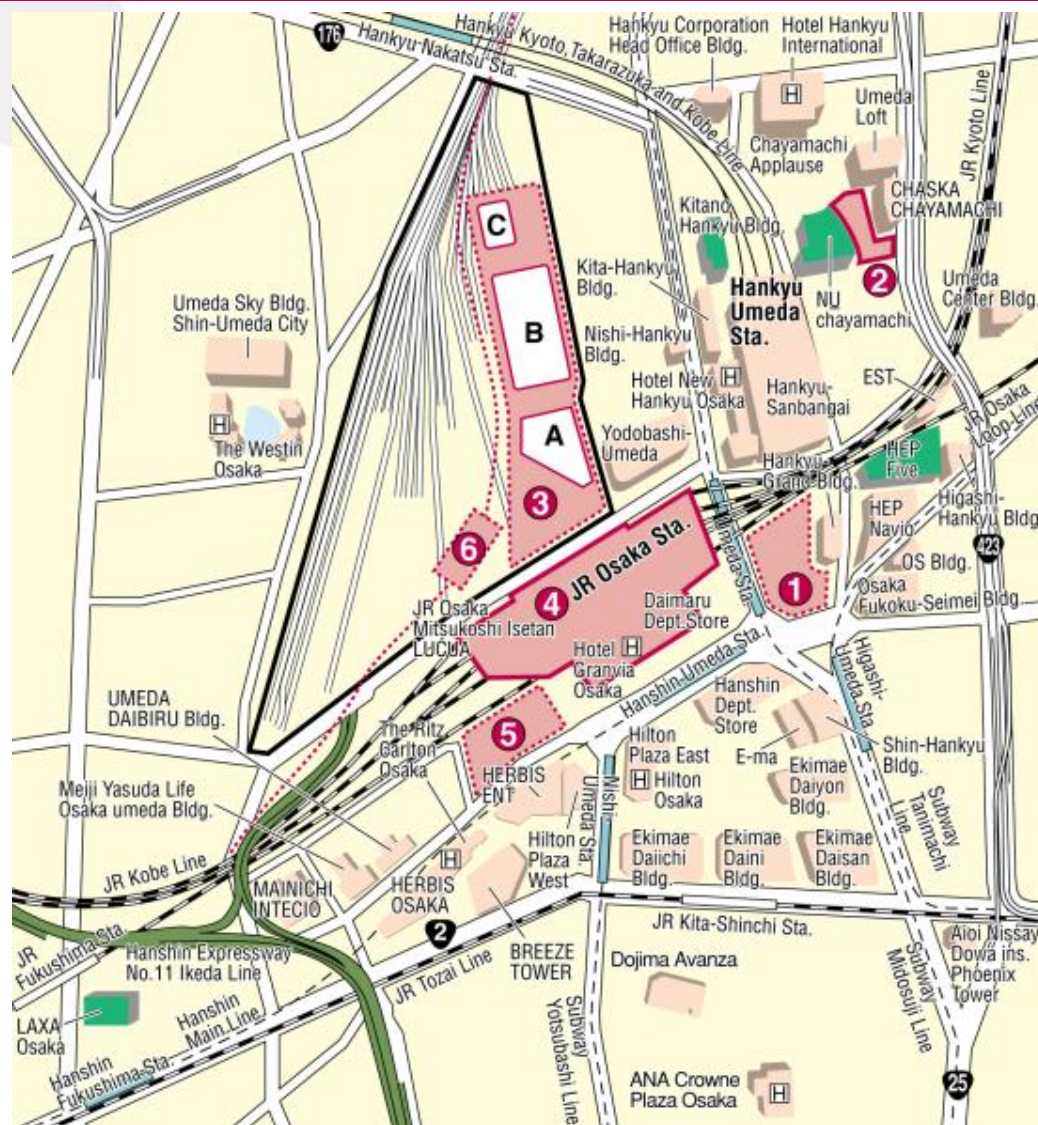 176
Hankyu Nakatsu Sta.
Hankyu Kyoto, Takarazuka and Kobe Line
Hankyu Corporation
Head Office Bldg.
Hotel Hankyu
International
H
Umeda
Loft
Chayamachi
Applause
JR Kyoto Line
CHASKA
CHAYAMACHI
Kitano
Hankyu Bldg.
C
2
Kita-Hankyu
Bldg.
Hankyu
Umeda
Sta.
NU
chayamachi
Umeda
Center Bldg.
Umeda Sky Bldg.
Shin-Umeda City
B
Nishi-Hankyu
Bldg.
EST
Hotel New
Hankyu Osaka
H
Hankyu-
Sanbangai
JR Osaka
Loop Line
H
The Westin
Osaka
A
Yodobashi-
Umeda
HEP
Five
Hankyu
Grand Bldg.
3
HEP
Navio
Higashi-
Hankyu Bldg.
423
6
JR Osaka Sta.
Umeda Sta.
OS Bldg.
1
Osaka
Fukoku-Seimei Bldg.
4
JR Osaka
Mitsukoshi Isetan
LUCUA
Daimaru
Dept.Store
Hotel
Granvia
Osaka
H
Hanshin-Umeda Sta.
Higashi-
Umeda Sta.
UMEDA
DAIBIRU Bldg.
Hanshin
Dept.
Store
5
The Ritz
Carlton
Osaka
Hilton
Plaza East
E-ma
Shin-Hankyu
Bldg.
H
Hilton
Osaka
HERBIS
ENT
Nishi-
Umeda Sta.
Ekimae
Daiyon
Bldg.
Meiji Yasuda Life
Osaka umeda Bldg.
Subway
Tanimachi
Line
Hilton
Plaza
West
Ekimae
Daiichi
Bldg.
Ekimae
Daini
Bldg.
Ekimae
Daisan
Bldg.
JR Kobe Line
H
MAINICHI
INTECIO
HERBIS
OSAKA
2
JR Kita-Shinchi Sta.
JR
Fukushima Sta.
Hanshin Expressway
No.11 Ikeda Line
BREEZE
TOWER
Dojima Avanza
Aioi Nissay
Dowa ins.
Phoenix
Tower
JR Tozai Line
Subway
Midosuji Line
LAXA
Osaka
Hanshin
Main Line
Subway
Yotsubashi Line
Hanshin
Fukushima Sta.
ANA Crowne
Plaza Osaka
H
25